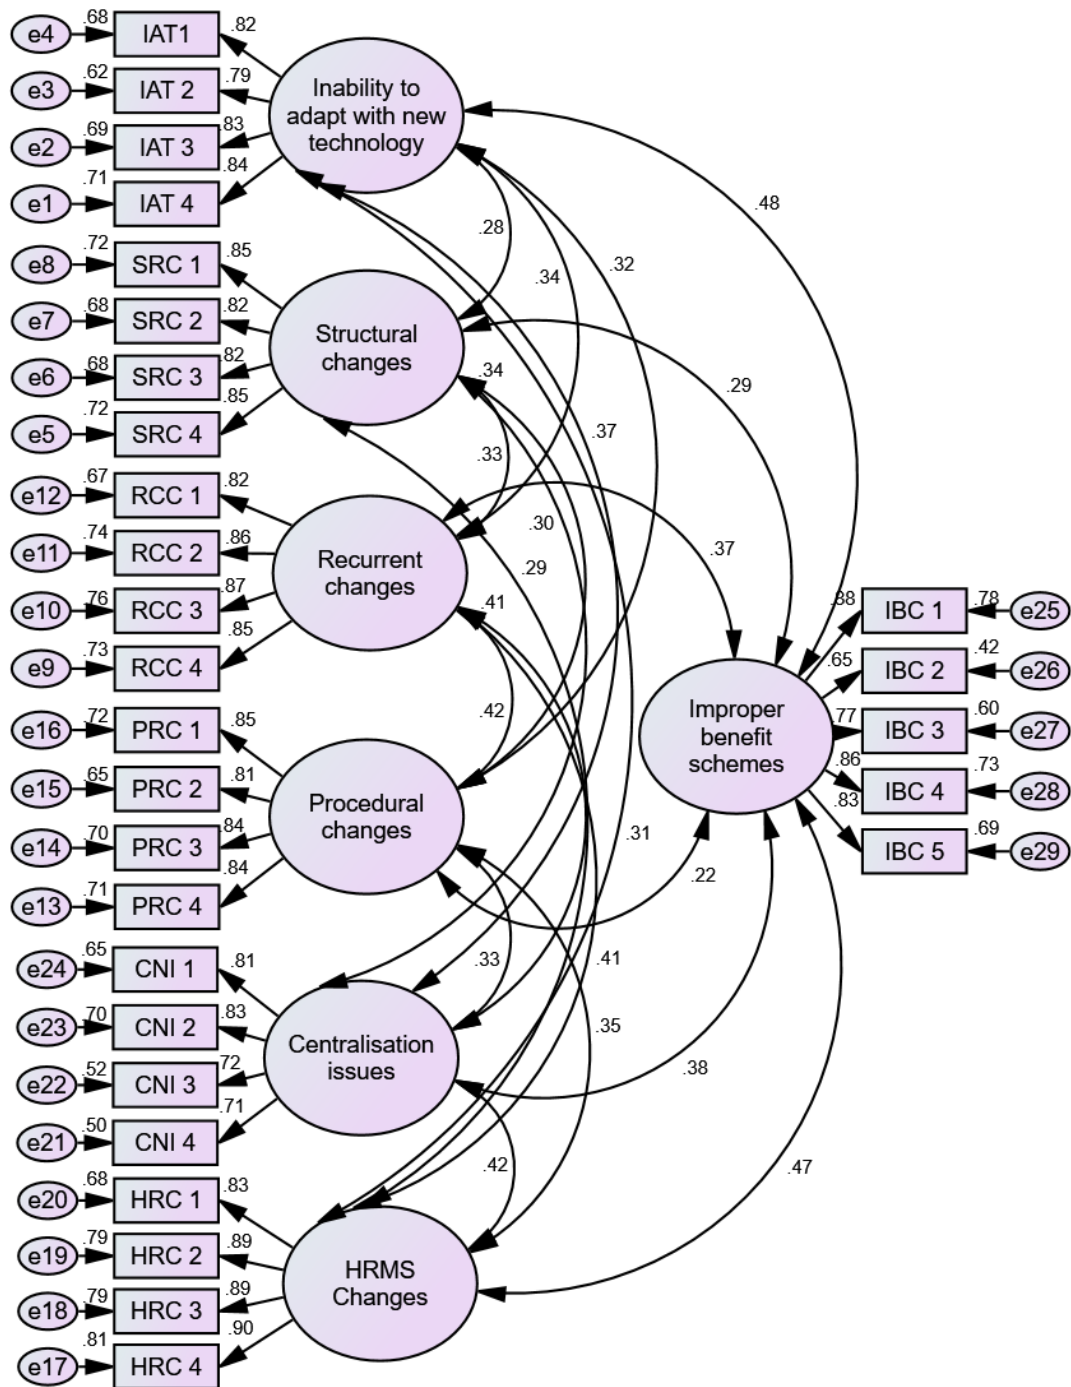 e4 .68 IAT1 .82
e3 .62 IAT 2 .79
e2 .69 IAT 3 .83
e1 .71 IAT 4 .84
Inability to
adapt with new
technology
e8 .72 SRC 1 .85
e7 .68 SRC 2 .82
e6 .68 SRC 3 .82
e5 .72 SRC 4 .85
Structural
changes
e12 .67 RCC 1 .82
e11 .74 RCC 2 .86
e10 .76 RCC 3 .87
e9 .73 RCC 4 .85
Recurrent
changes
e16 .72 PRC 1 .85
e15 .65 PRC 2 .81
e14 .70 PRC 3 .84
e13 .71 PRC 4 .84
Procedural
changes
e24 .65 CNI 1 .81
e23 .70 CNI 2 .83
e22 .52 CNI 3 .72
e21 .50 CNI 4 .71
Centralisation
issues
e20 .68 HRC 1 .83
e19 .79 HRC 2 .89
e18 .79 HRC 3 .89
e17 .81 HRC 4 .90
HRMS
Changes
.48
.28
.32
.34
.34
.29
.37
.33
.30
.37
.29
.41
.42
.31
.22
.33
.41
.35
.38
.42
.47
Improper
benefit
schemes
.88 IBC 1 .78 e25
.65 IBC 2 .42 e26
.77 IBC 3 .60 e27
.86 IBC 4 .73 e28
.83 IBC 5 .69 e29